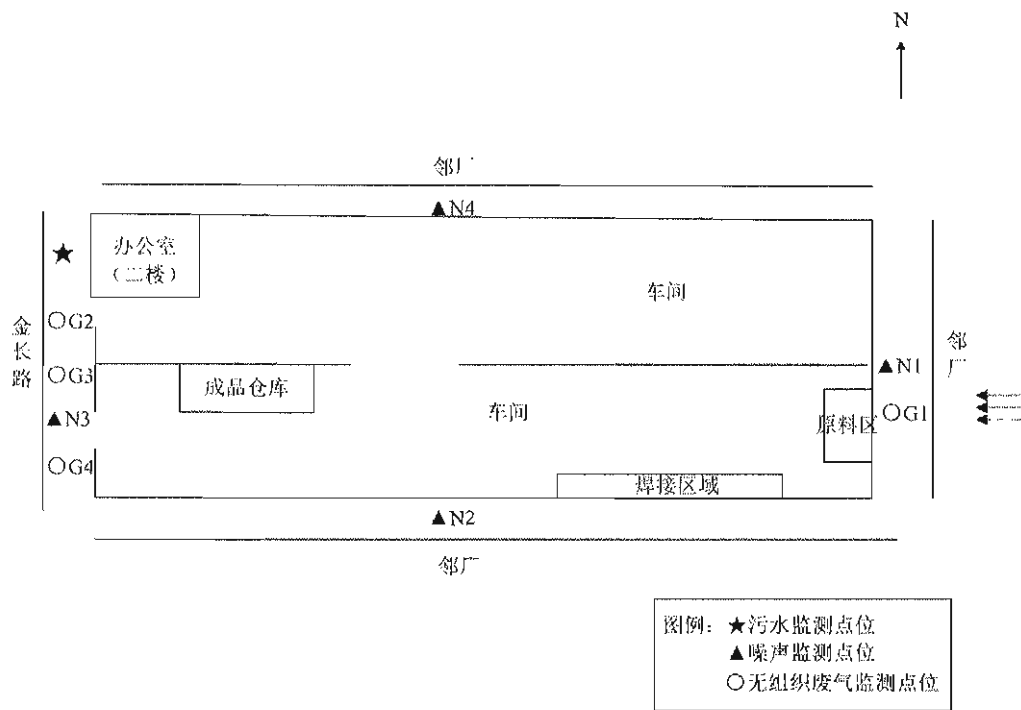 N
邻厂
▲N4
办公室
（二楼）
★
车间
○G2
金长路
○G3
成品仓库
▲N3
车间
邻厂
▲N1
○G1
原料区
○G4
焊接区域
▲N2
邻厂
图例：★污水监测点位
▲噪声监测点位
○无组织废气监测点位